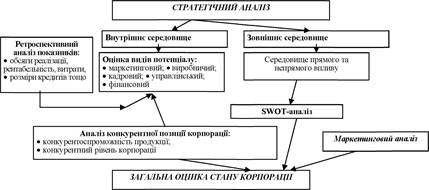 СТРАТЕГІЧНИЙ АНАЛІЗ
Ретроспективний
аналіз показників:
• обсяги реалізації,
рентабельність, витрати,
• розміри кредитів тощо
Внутрішнє середовище
Оцінка видів потенціалу:
• маркетинговий; • виробничий;
• кадровий; • управлінський;
• фінансовий
Зовнішнє середовище
Середовище прямого та
непрямого впливу
SWOT-аналіз
Аналіз конкурентної позиції корпорації:
• конкурентоспроможність продукції;
• конкурентний рівень корпорації
Маркетинговий аналіз
ЗАГАЛЬНА ОЦІНКА СТАНУ КОРПОРАЦІЇ